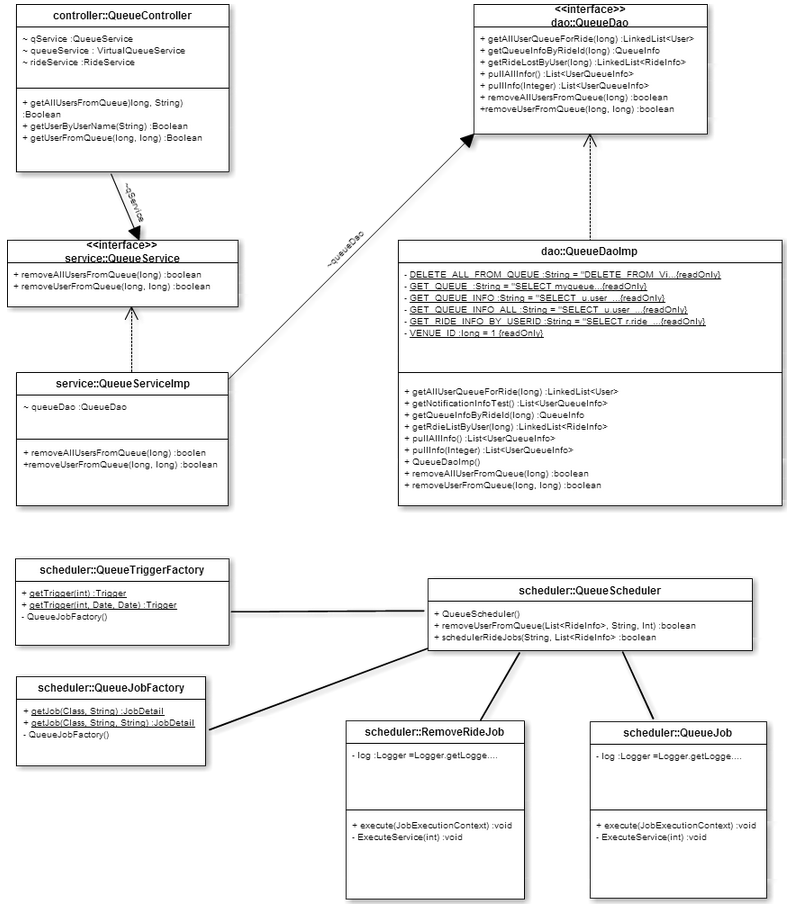 controller::QueueController
~ qService :QueueService
~ queueService : VirtualQueueService
~ rideService :RideService
+ getAllUsersFromQueue)long, String)
:Boolean
+ getUserByUserName(String) :Boolean
+ getUserFromQueue(long, long) :Boolean
~qService
<<interface>>
service::QueueService
+ removeAllUsersFromQueue(long) :boolean
+ removeUserFromQueue(long, long) :boolean
service::QueueServiceImp
~ queueDao :QueueDao
+ removeAllUsersFromQueue(long) :boolen
+removeUserFromQueue(long, long) :boolean
~queueDao
<<interface>>
dao::QueueDao
+ getAllUserQueueForRide(long) :LinkedList<User>
+ getQueueInfoByRideId(long) :QueueInfo
+ getRideLostByUser(long) :LinkedList<RideInfo>
+ pullAllInfor() :List<UserQueueInfo>
+ pullInfo(Integer) :List<UserQueueInfo>
+ removeAllUsersFromQueue(long) :boolean
+removeUserFromQueue(long, long) :boolean
dao::QueueDaoImp
- DELETE_ALL_FROM_QUEUE :String = "DELETE_FROM_Vi...{readOnly}
- GET_QUEUE :String = "SELECT myqueue...{readOnly}
- GET_QUEUE_INFO :String = "SELECT_u.user_...{readOnly}
- GET_QUEUE_INFO_ALL :String = "SELECT_u.user_...{readOnly}
- GET_RIDE_INFO_BY_USERID :String = "SELECT r.ride_...{readOnly}
- VENUE_ID :long = 1 {readOnly}
+ getAllUserQueueForRide(long) :LinkedList<User>
+ getNotificationInfoTest() :List<UserQueueInfo>
+ getQueueInfoByRideId(long) :QueueInfo
+ getRdieListByUser(long) :LinkedList<RideInfo>
+ pullAllInfo() :List<UserQueueInfo>
+ pullInfo(Integer) :List<UserQueueInfo>
+ QueueDaoImp()
+ removeAllUserFromQueue(long) :boolean
+ removeUserFromQueue(long, long) :boolean
scheduler::QueueTriggerFactory
+ getTrigger(int) :Trigger
+ getTrigger(int, Date, Date) :Trigger
- QueueJobFactory()
scheduler::QueueJobFactory
+ getJob(Class, String) :JobDetail
+ getJob(Class, String, String) :JobDetail
- QueueJobFactory()
scheduler::QueueScheduler
+ QueueScheduler()
+ removeUserFromQueue(List<RideInfo>, String, Int) :boolean
+ schedulerRideJobs(String, List<RideInfo> :boolean
scheduler::RemoveRideJob
- log :Logger =Logger.getLogge....
+ execute(JobExecutionContext) :void
- ExecuteService(int) :void
scheduler::QueueJob
- log :Logger =Logger.getLogge....
+ execute(JobExecutionContext) :void
- ExecuteService(int) :void